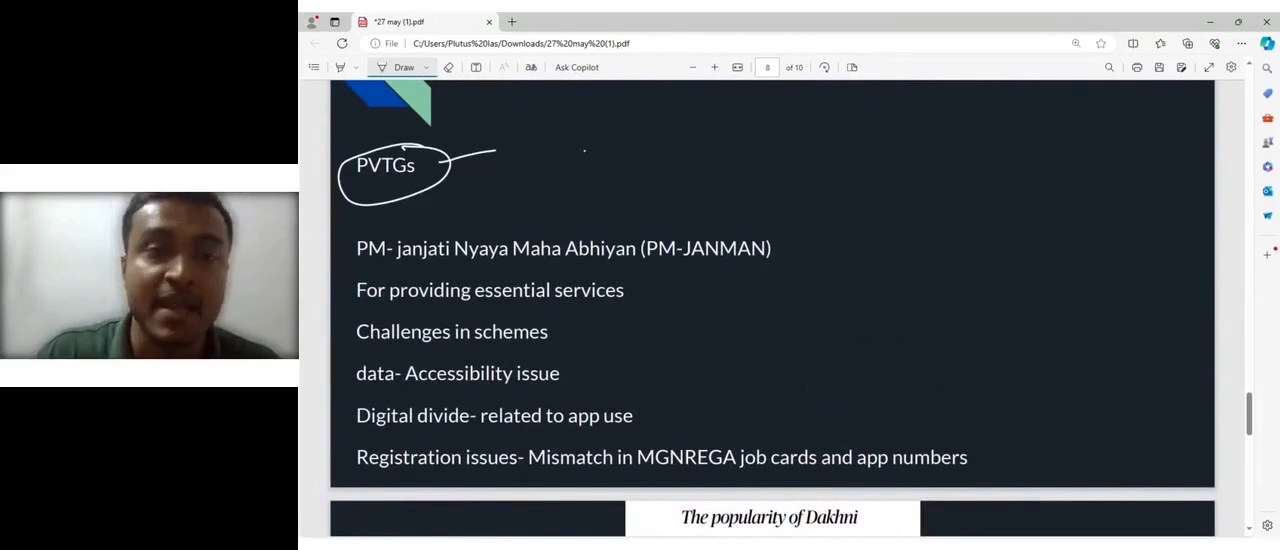 *27 may (1).pdf
File
C:/Users/Plutus%20Ias/Downloads/27%20may%20(1).pdf
Draw
Ask Copilot
8 of 10
PVTGs
PM- janjati Nyaya Maha Abhiyan (PM-JANMAN)
For providing essential services
Challenges in schemes
data- Accessibility issue
Digital divide- related to app use
Registration issues- Mismatch in MGNREGA job cards and app numbers
The popularity of Dakhni